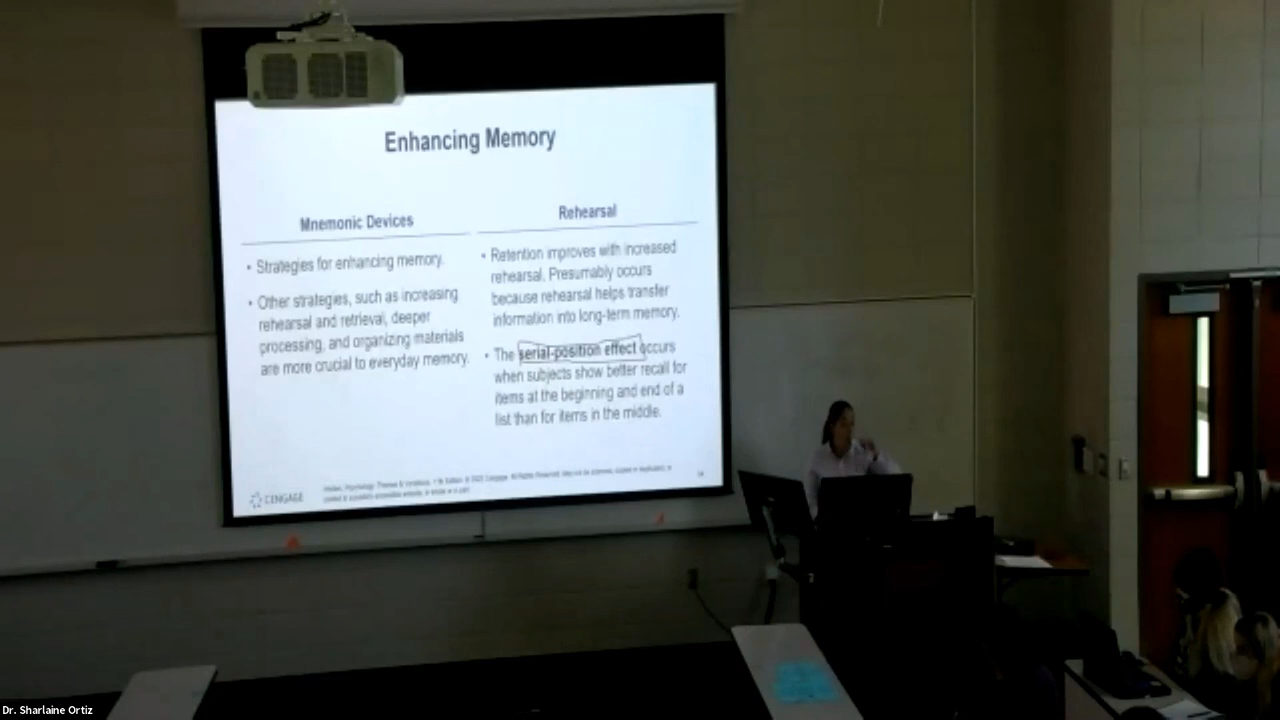 Enhancing Memory
Mnemonic Devices
• Strategies for enhancing memory.
• Other strategies, such as increasing
rehearsal and retrieval, deeper
processing, and organizing materials
are more crucial to everyday memory.
Rehearsal
• Retention improves with increased
rehearsal. Presumably occurs
because rehearsal helps transfer
information into long-term memory.
• The serial-position effect occurs
when subjects show better recall for
items at the beginning and end of a
list than for items in the middle.
CENGAGE
Dr. Sharlaine Ortiz